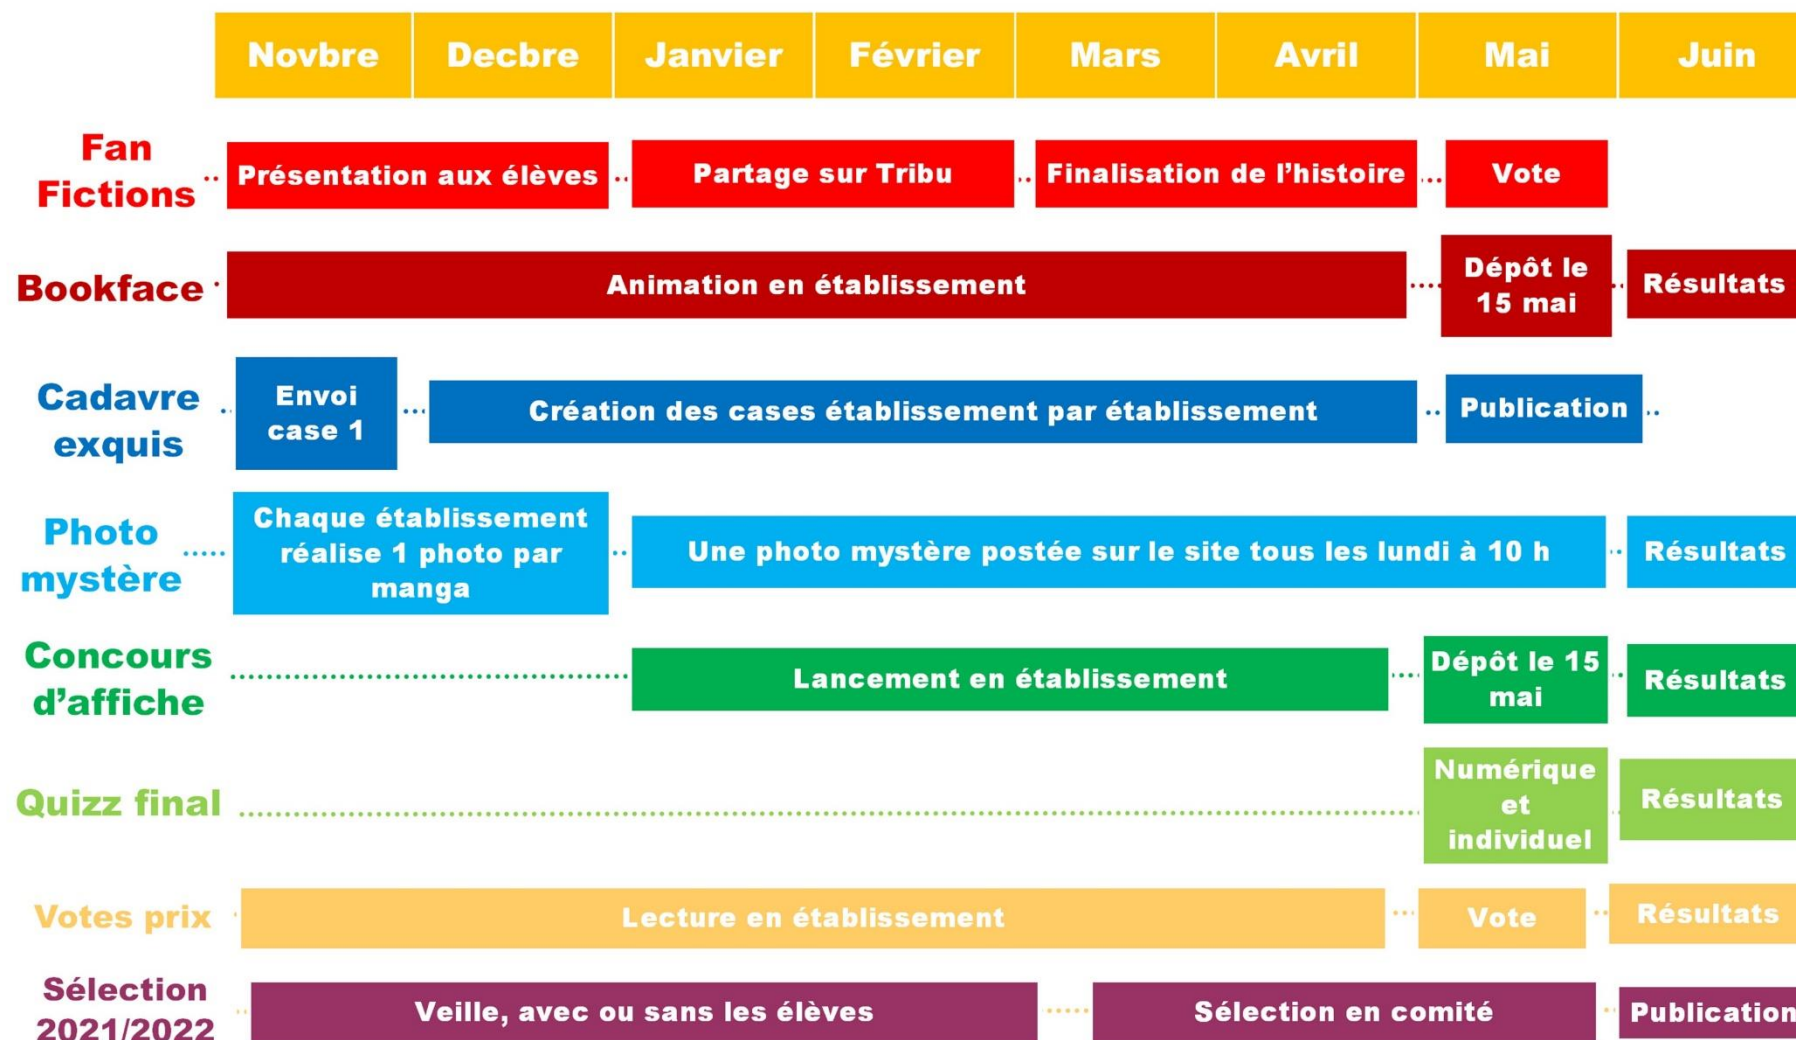 Novbre Decbre Janvier Février Mars Avril Mai Juin
Fan
Fictions
Présentation aux élèves
Partage sur Tribu
Finalisation de l'histoire
Vote
Bookface
Animation en établissement
Dépôt le
15 mai
Résultats
Cadavre
exquis
Envoi
case 1
Création des cases établissement par établissement
Publication
Photo
mystère
Chaque établissement
réalise 1 photo par
manga
Une photo mystère postée sur le site tous les lundi à 10 h
Résultats
Concours
d'affiche
Lancement en établissement
Dépôt le 15
mai
Résultats
Quizz final
Numérique
et
individuel
Résultats
Votes prix
Lecture en établissement
Vote
Résultats
Sélection
2021/2022
Veille, avec ou sans les élèves
Sélection en comité
Publication